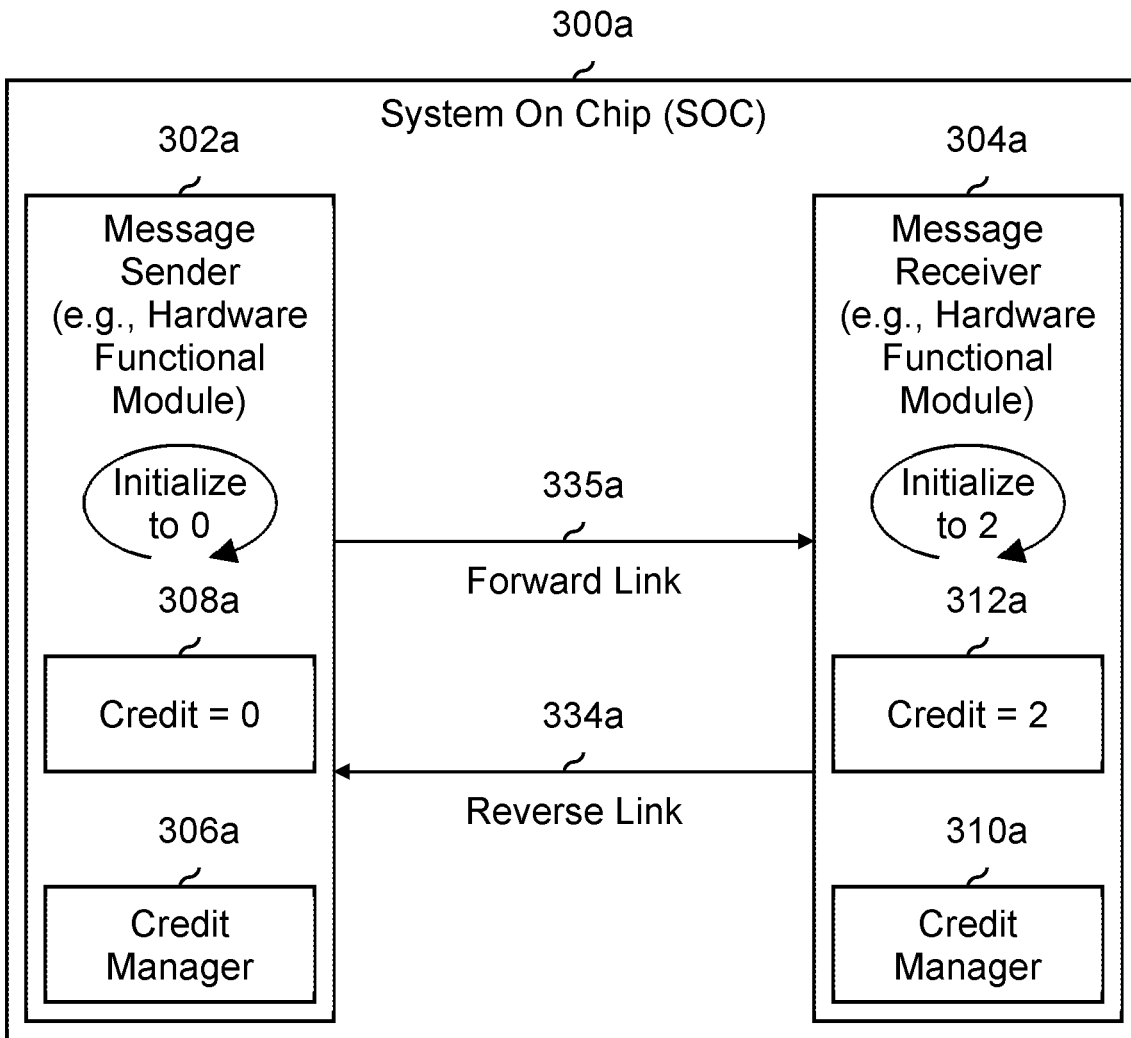 300a
System On Chip (SOC)
302a
Message
Sender
(e.g., Hardware
Functional
Module)
Initialize
to 0
308a
Credit = 0
306a
Credit
Manager
335a
Forward Link
334a
Reverse Link
304a
Message
Receiver
(e.g., Hardware
Functional
Module)
Initialize
to 2
312a
Credit = 2
310a
Credit
Manager